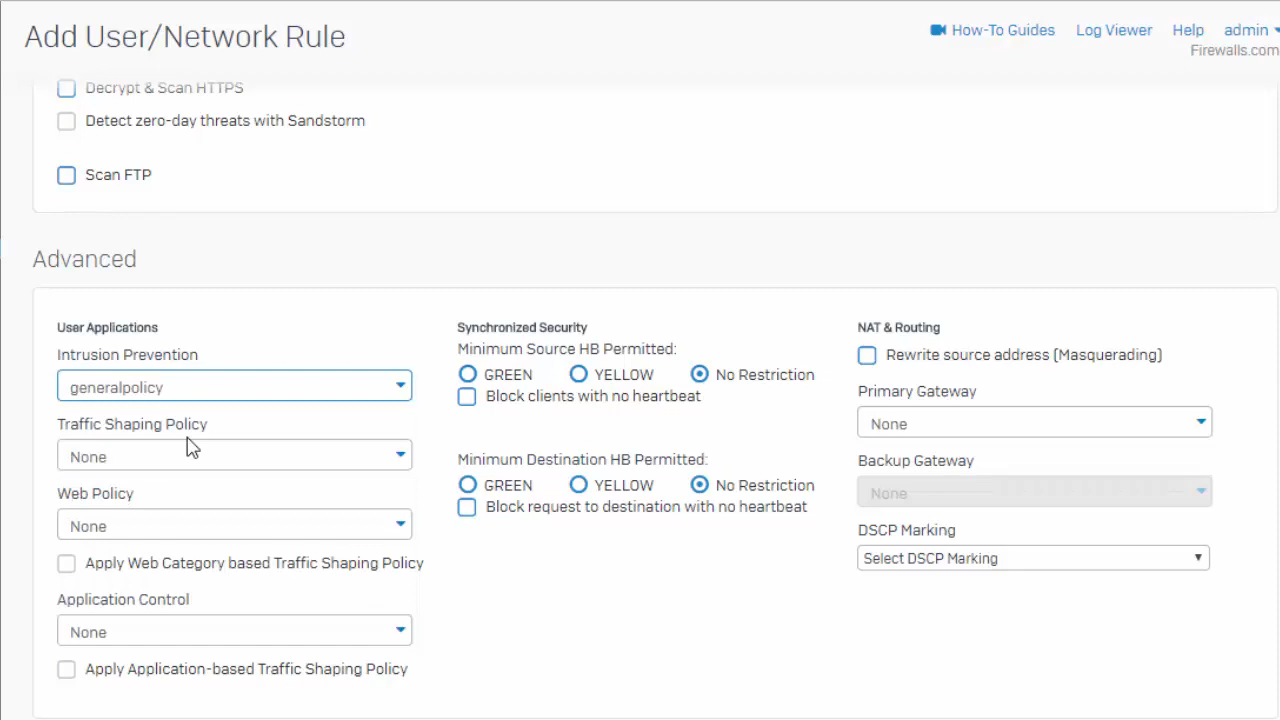 Add User/Network Rule
How-To Guides Log Viewer Help admin
Firewalls.com
Decrypt & Scan HTTPS
Detect zero-day threats with Sandstorm
Scan FTP
Advanced
User Applications
Intrusion Prevention
generalpolicy
Traffic Shaping Policy
None
Web Policy
None
Apply Web Category based Traffic Shaping Policy
Application Control
None
Apply Application-based Traffic Shaping Policy
Synchronized Security
Minimum Source HB Permitted:
GREEN YELLOW No Restriction
Block clients with no heartbeat
Minimum Destination HB Permitted:
GREEN YELLOW No Restriction
Block request to destination with no heartbeat
NAT & Routing
Rewrite source address (Masquerading)
Primary Gateway
None
Backup Gateway
None
DSCP Marking
Select DSCP Marking